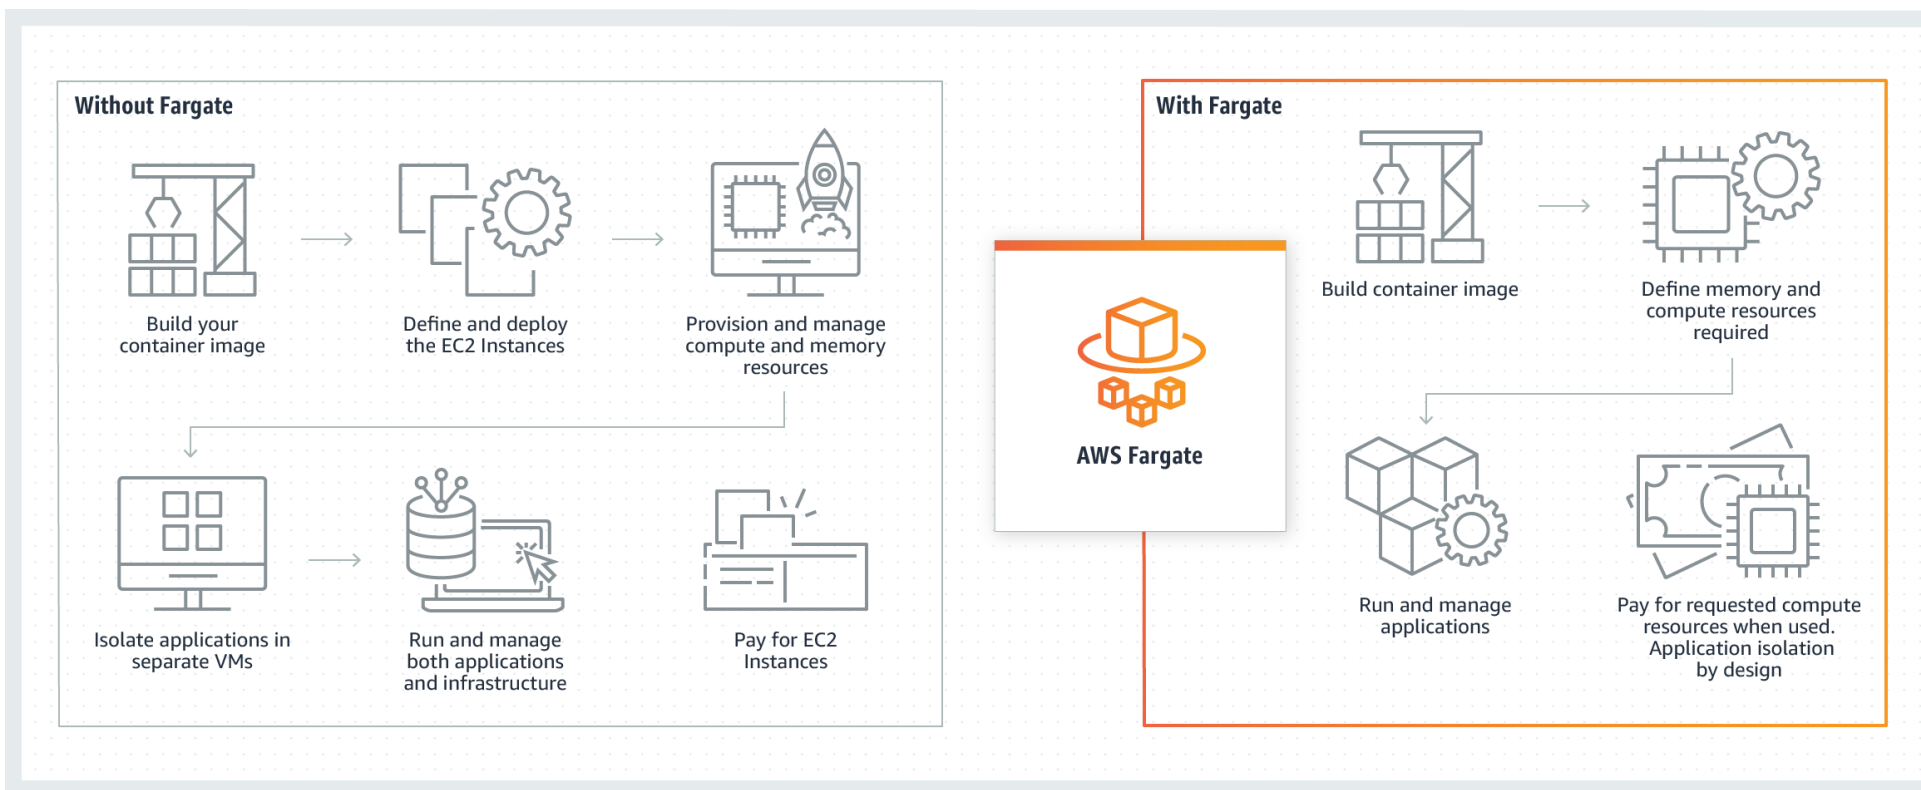 Without Fargate
Build your
container image
Define and deploy
the EC2 Instances
Provision and manage
compute and memory
resources
Isolate applications in
separate VMs
Run and manage
both applications
and infrastructure
Pay for EC2
Instances
AWS Fargate
With Fargate
Build container image
Define memory and
compute resources
required
Run and manage
applications
Pay for requested compute
resources when used.
Application isolation
by design